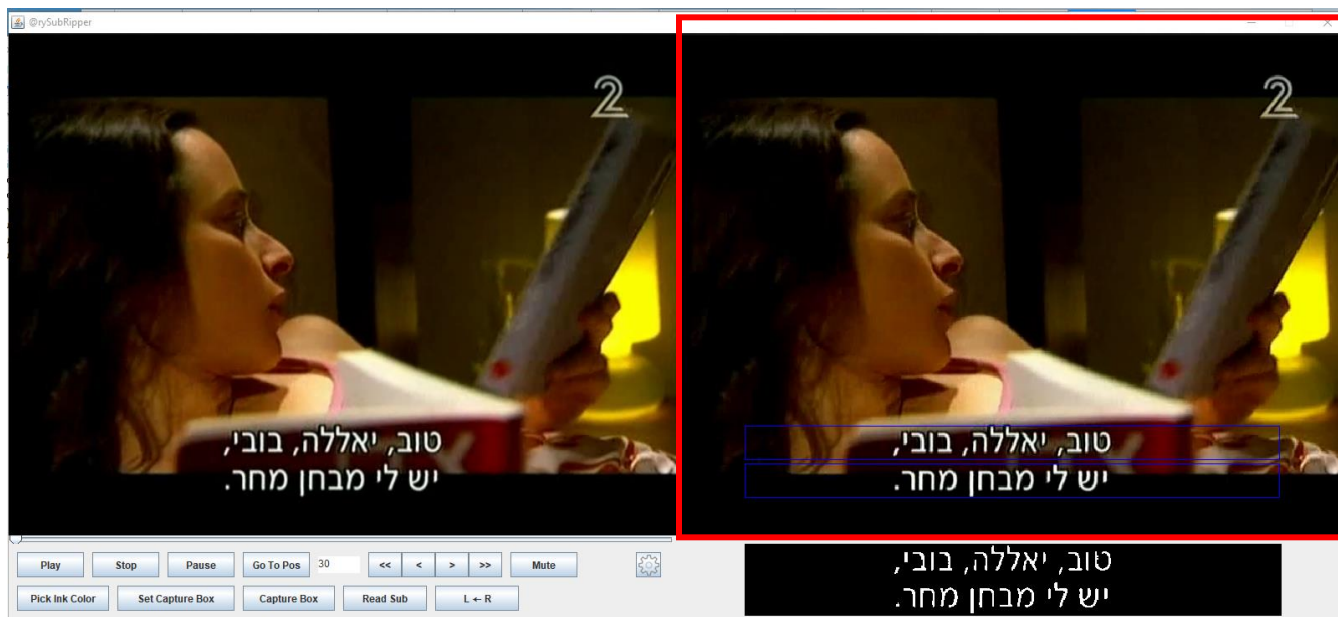 @rySubRipper
2
2
טוב, יאללה, בובי,
יש לי מבחן מחר.
טוב, יאללה, בובי,
יש לי מבחן מחר.
Play
Stop
Pause
Go To Pos
30
<<
<
>
>>
Mute
Pick Ink Color
Set Capture Box
Capture Box
Read Sub
L ← R
טוב, יאללה, בובי,
יש לי מבחן מחר.